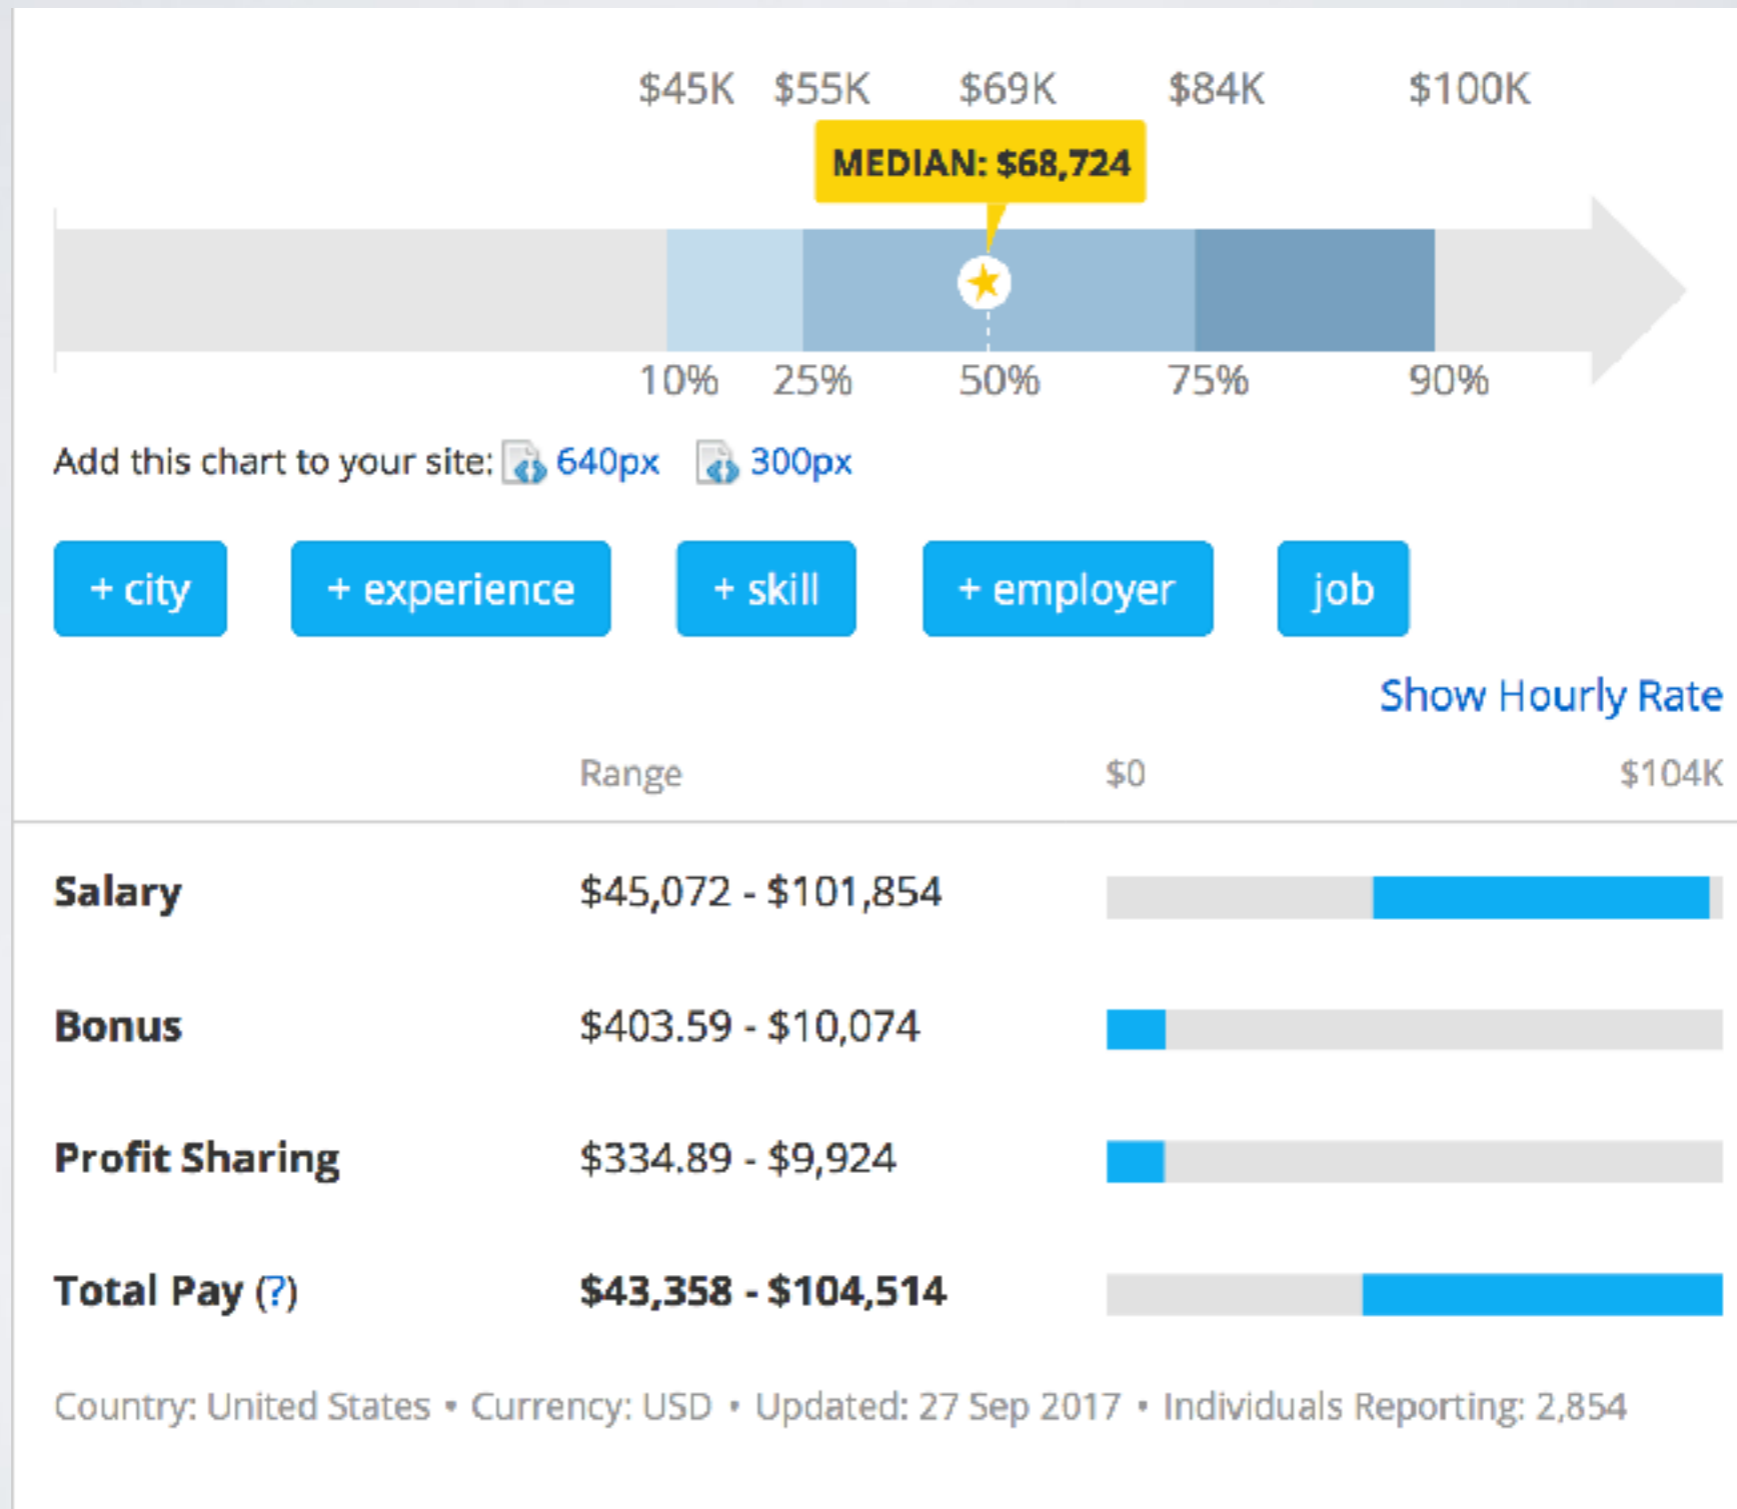 $45K $55K $69K $84K $100K
MEDIAN: $68,724
10% 25% 50% 75% 90%
Add this chart to your site: 640px 300px
+ city + experience + skill + employer job
Show Hourly Rate
Range $0 $104K
Salary $45,072 - $101,854
Bonus $403.59 - $10,074
Profit Sharing $334.89 - $9,924
Total Pay (?) $43,358 - $104,514
Country: United States • Currency: USD • Updated: 27 Sep 2017 • Individuals Reporting: 2,854